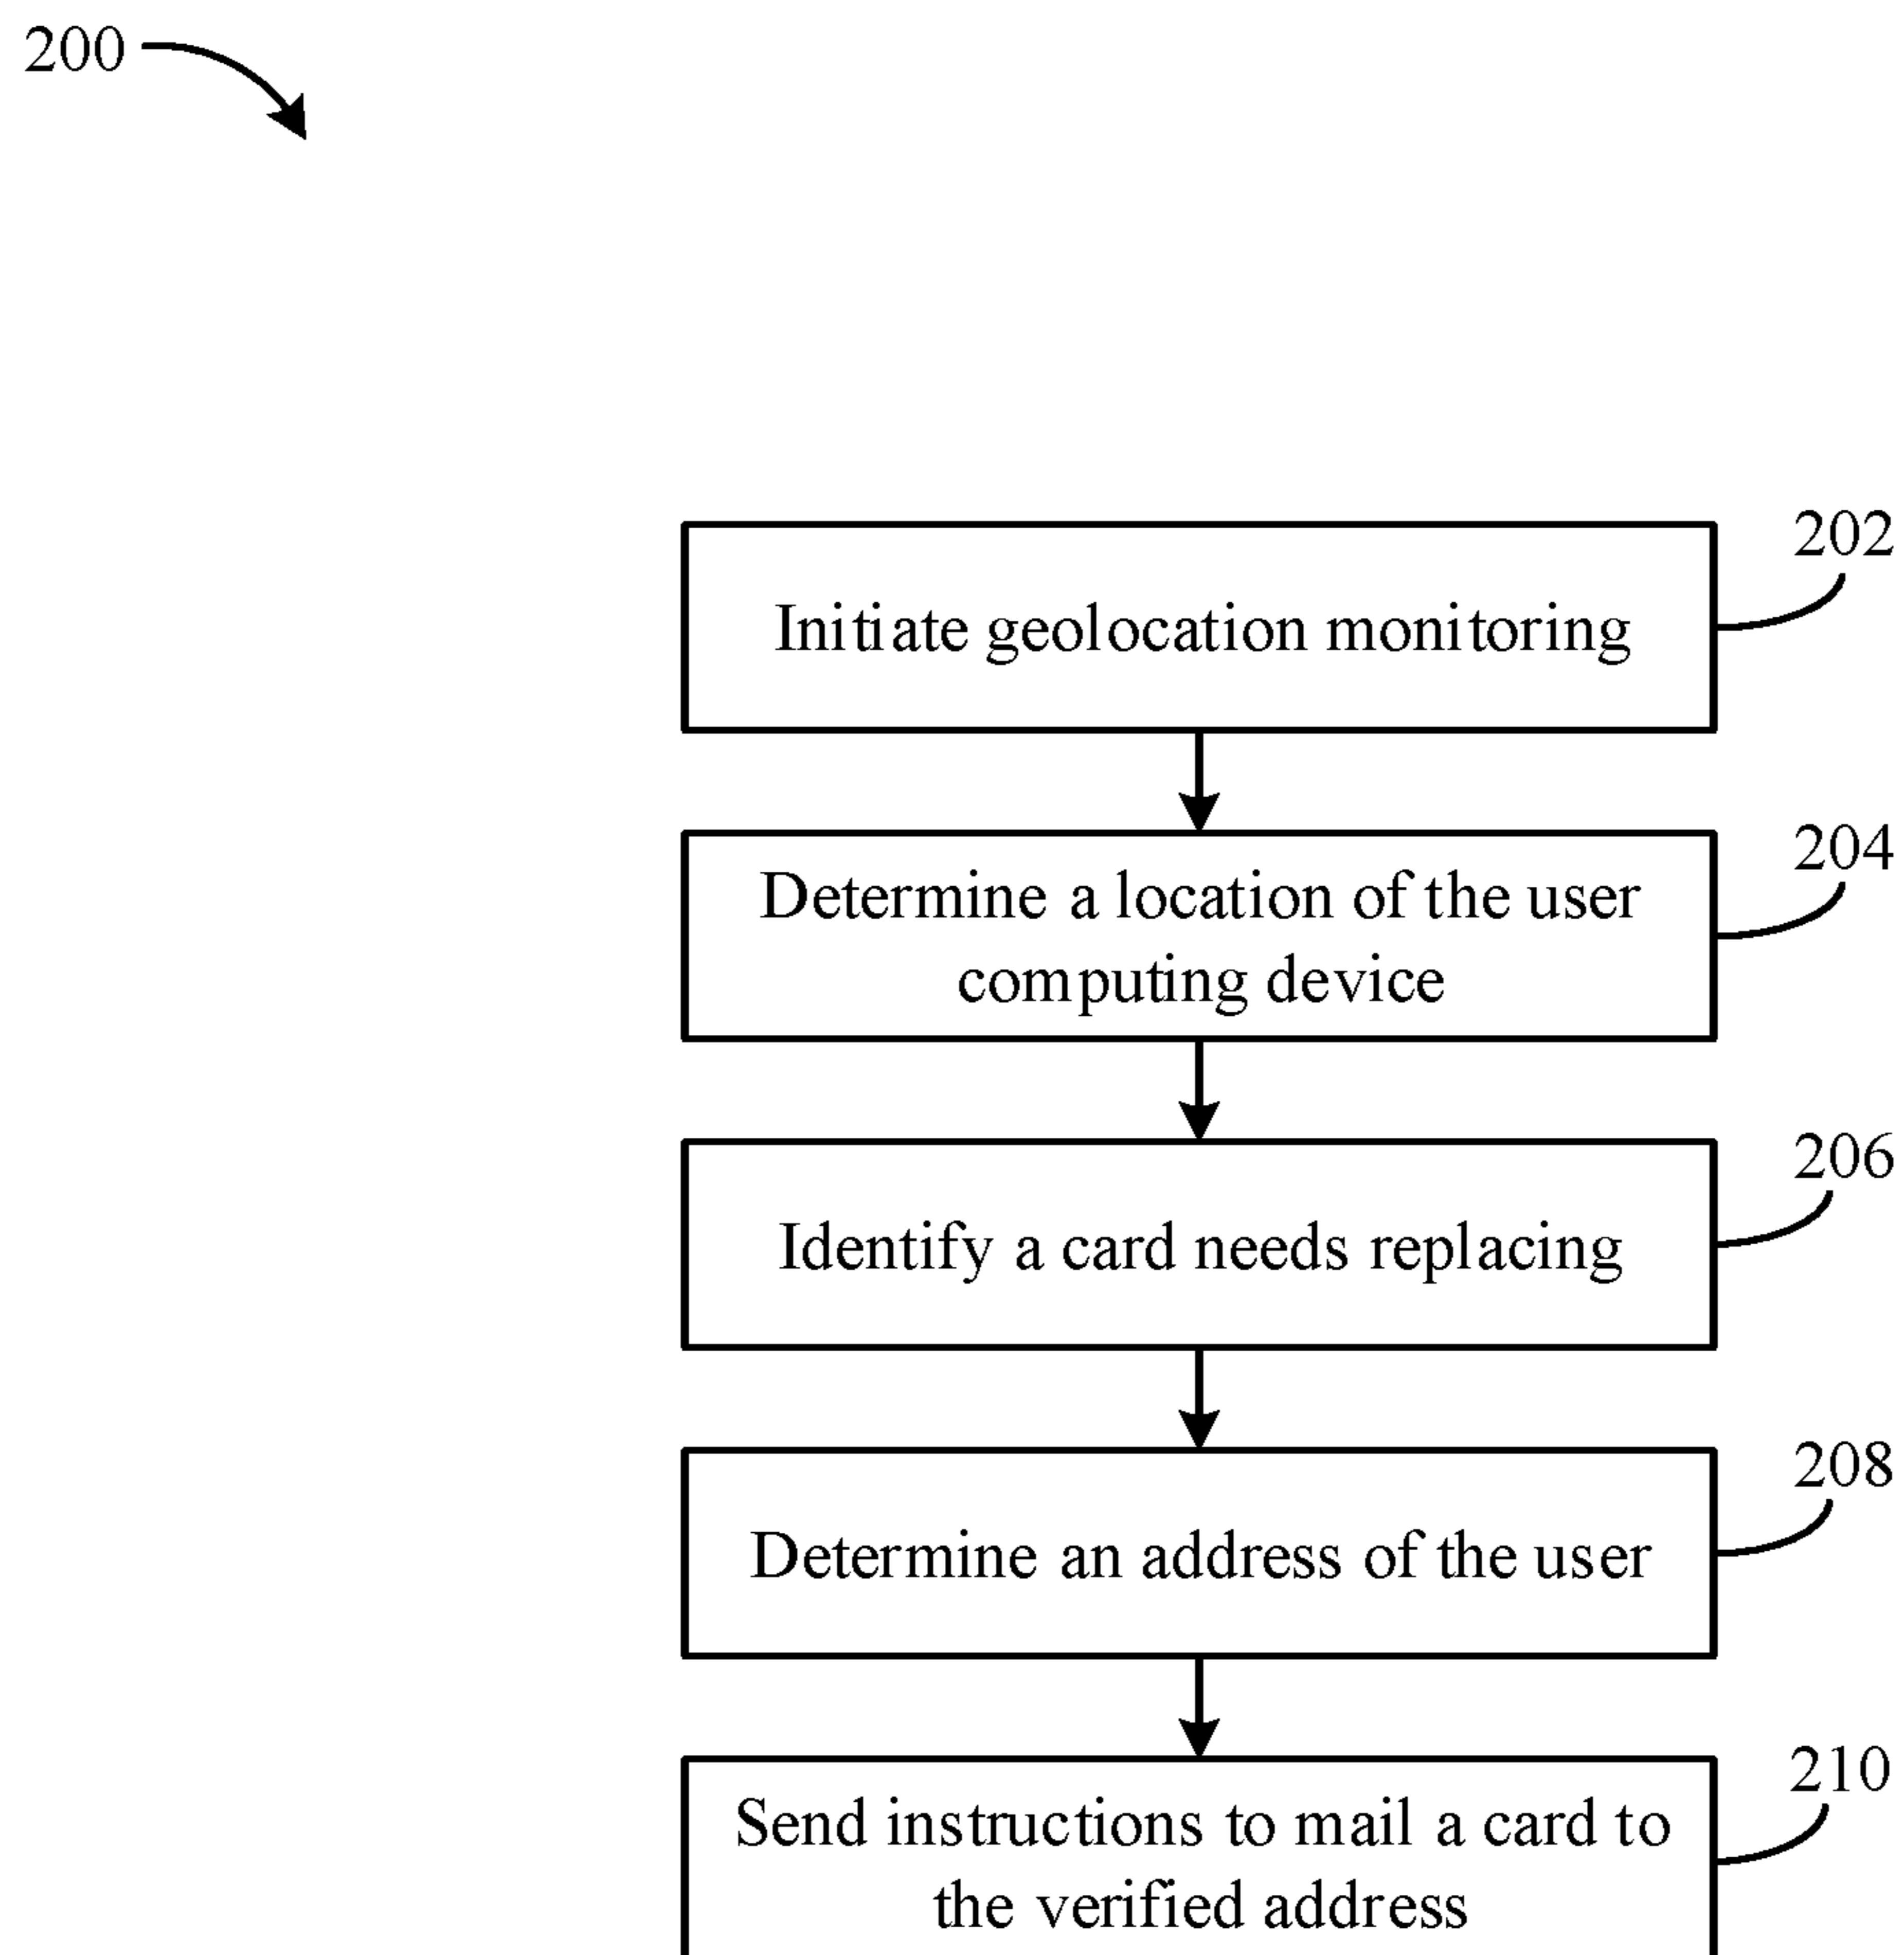 200
202
Initiate geolocation monitoring
204
Determine a location of the user
computing device
206
Identify a card needs replacing
208
Determine an address of the user
210
Send instructions to mail a card to
the verified address